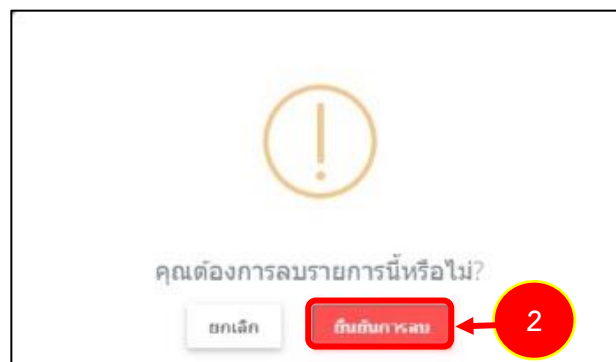 คุณต้องการลบรายการนี้หรือไม่?
ยกเลิก ยืนยันการลบ 2